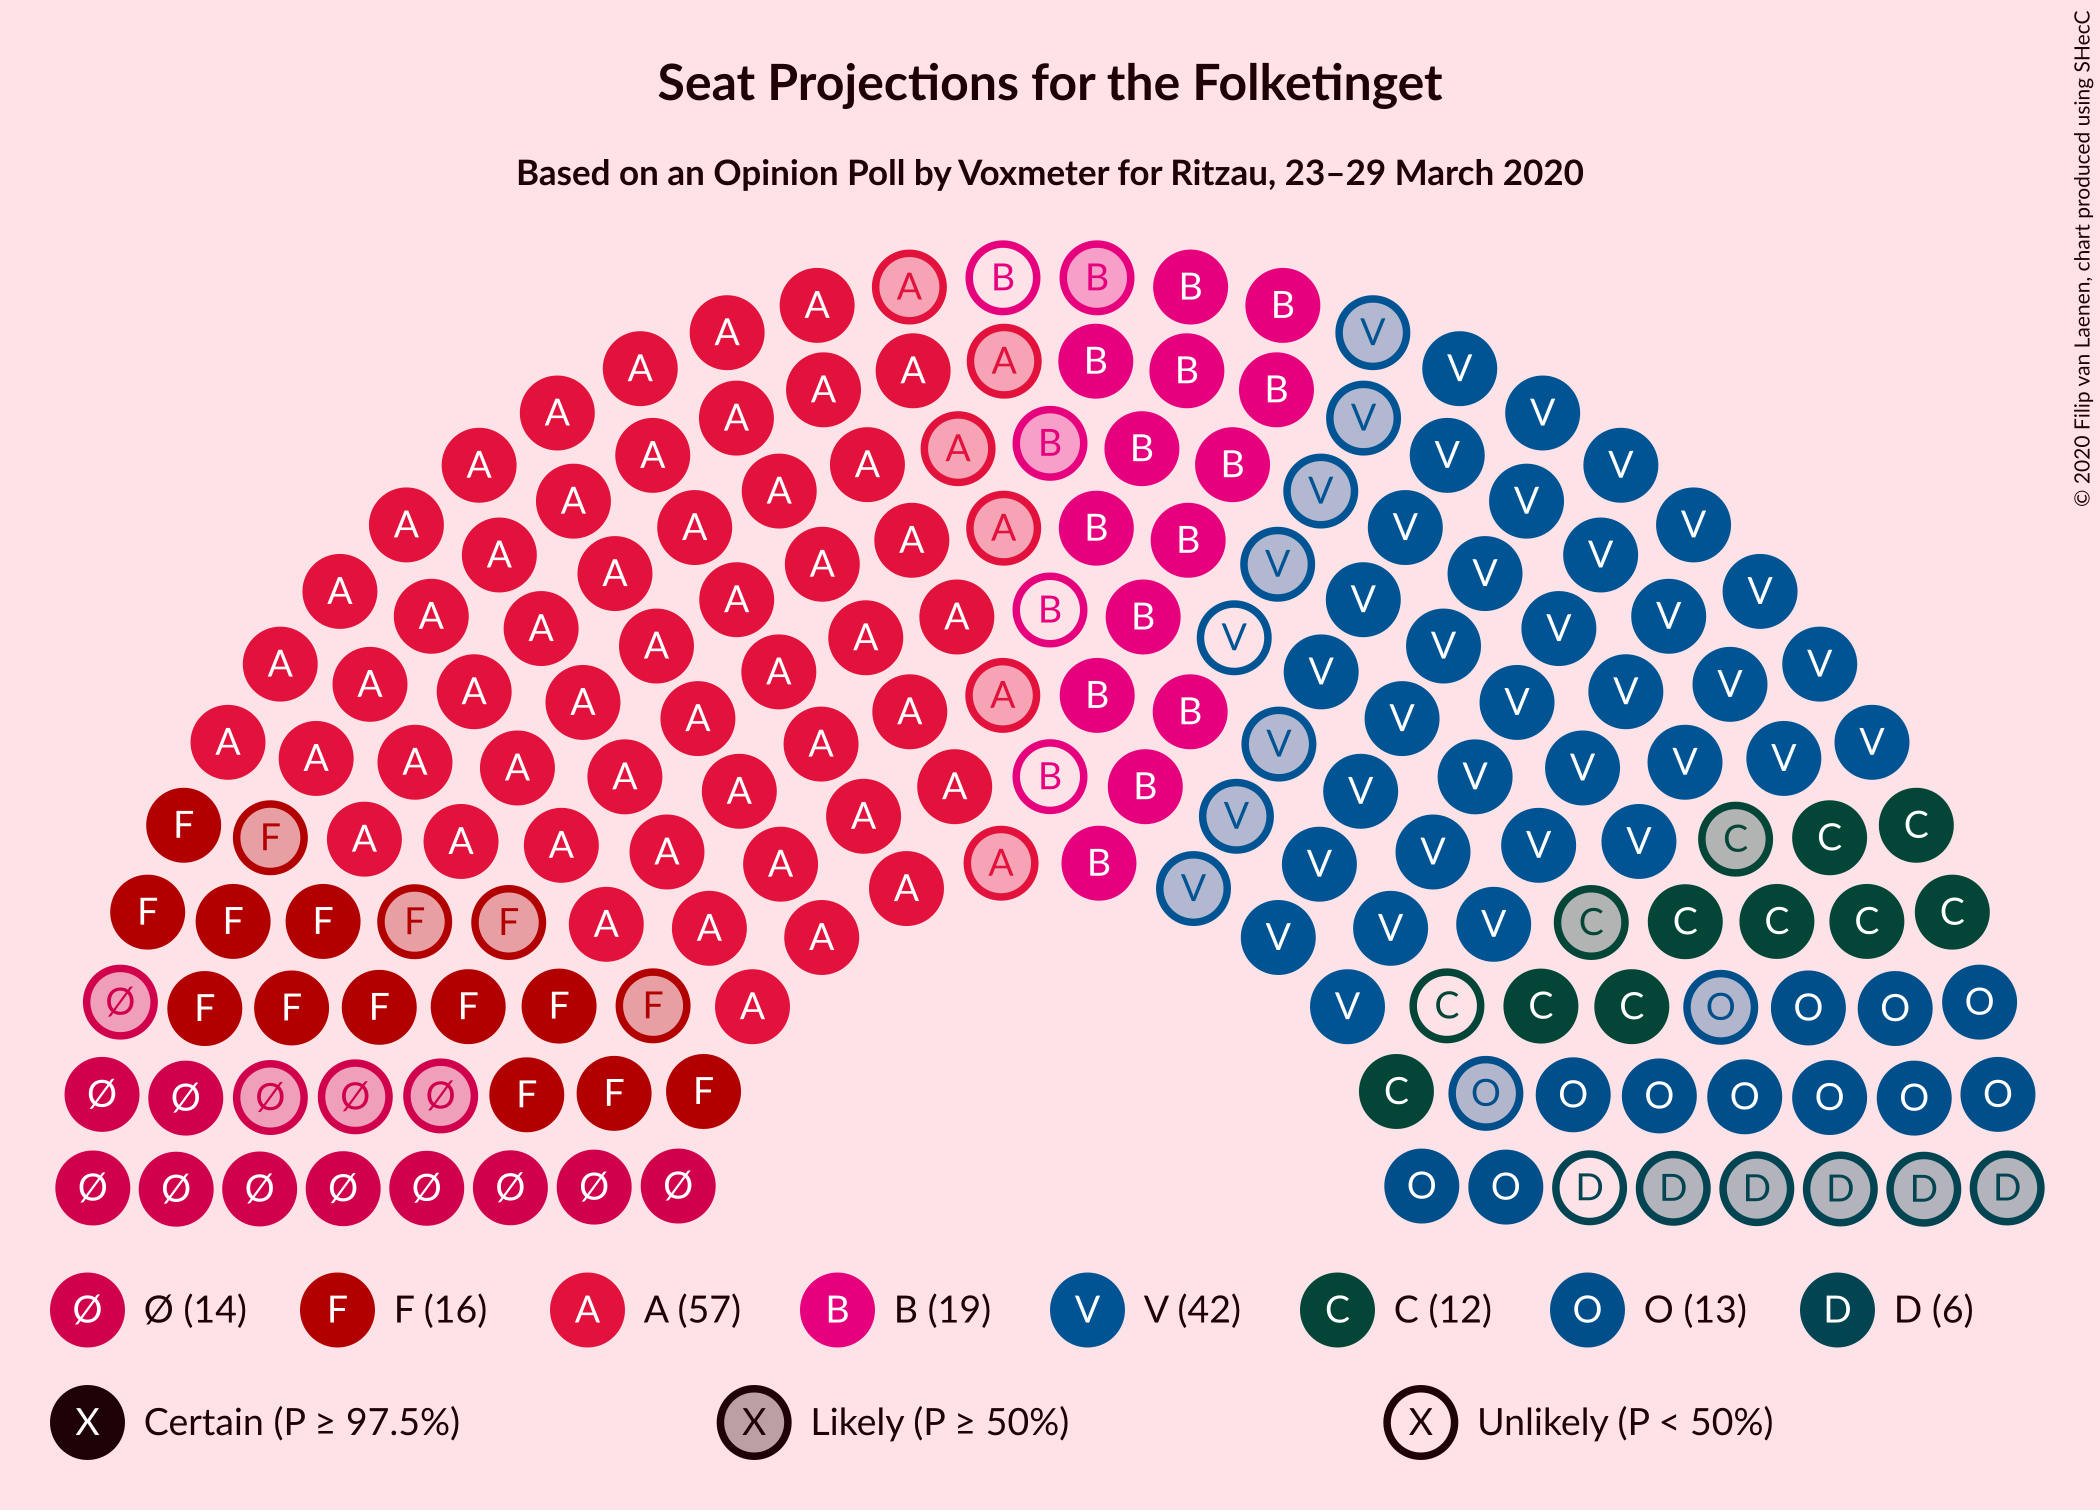 Seat Projections for the Folketinget
Based on an Opinion Poll by Voxmeter for Ritzau, 23–29 March 2020
© 2020 Filip van Laenen, chart produced using SHecC
A B B B
A B
A V
A A A B B V
A A B V V
A B B
A A A B V V
A V
A V
A A A B V V
A B
A A V V
A V
A A V V
A A B B V
A A V V
A V
A A V V
A A A B V V
A A B V
A V
A A V V
A A A A B V V V V
A A B V
F A V C
F A A A A A A B V V V V C C
A V
F F F F F A A A V V V C C C C C
Ø F F F F F F A V C C C O O O O
Ø Ø Ø Ø Ø F F F C O O O O O O O
Ø Ø Ø Ø Ø Ø Ø Ø O O D D D D D D
Ø Ø (14) F F (16) A A (57) B B (19) V V (42) C C (12) O O (13) D D (6)
X Certain (P ≥ 97.5%) X Likely (P ≥ 50%) X Unlikely (P < 50%)